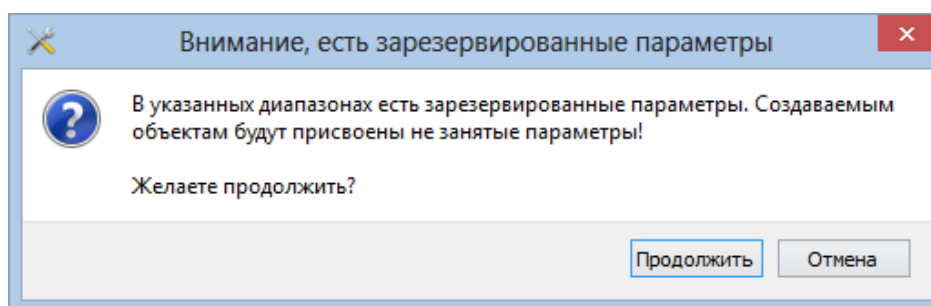 Внимание, есть зарезервированные параметры
В указанных диапазонах есть зарезервированные параметры. Создаваемым
объектам будут присвоены не занятые параметры!
Желаете продолжить?
Продолжить
Отмена